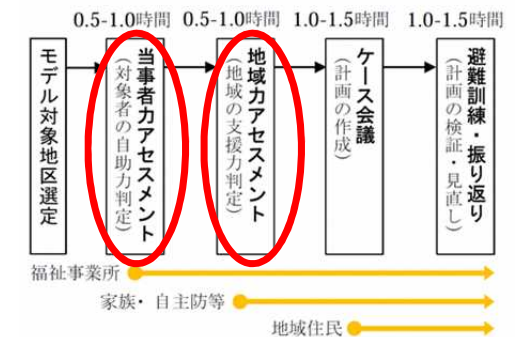 0.5-1.0時間 0.5-1.0時間 1.0-1.5時間 1.0-1.5時間
モデル対象地区選定
当事者力アセスメント
（対象者の自助力判定）
地域力アセスメント
（地域の支援力判定）
ケース会議
（計画の作成）
避難訓練・振り返り
（計画の検証・見直し）
福祉事業所
家族・自主防等
地域住民